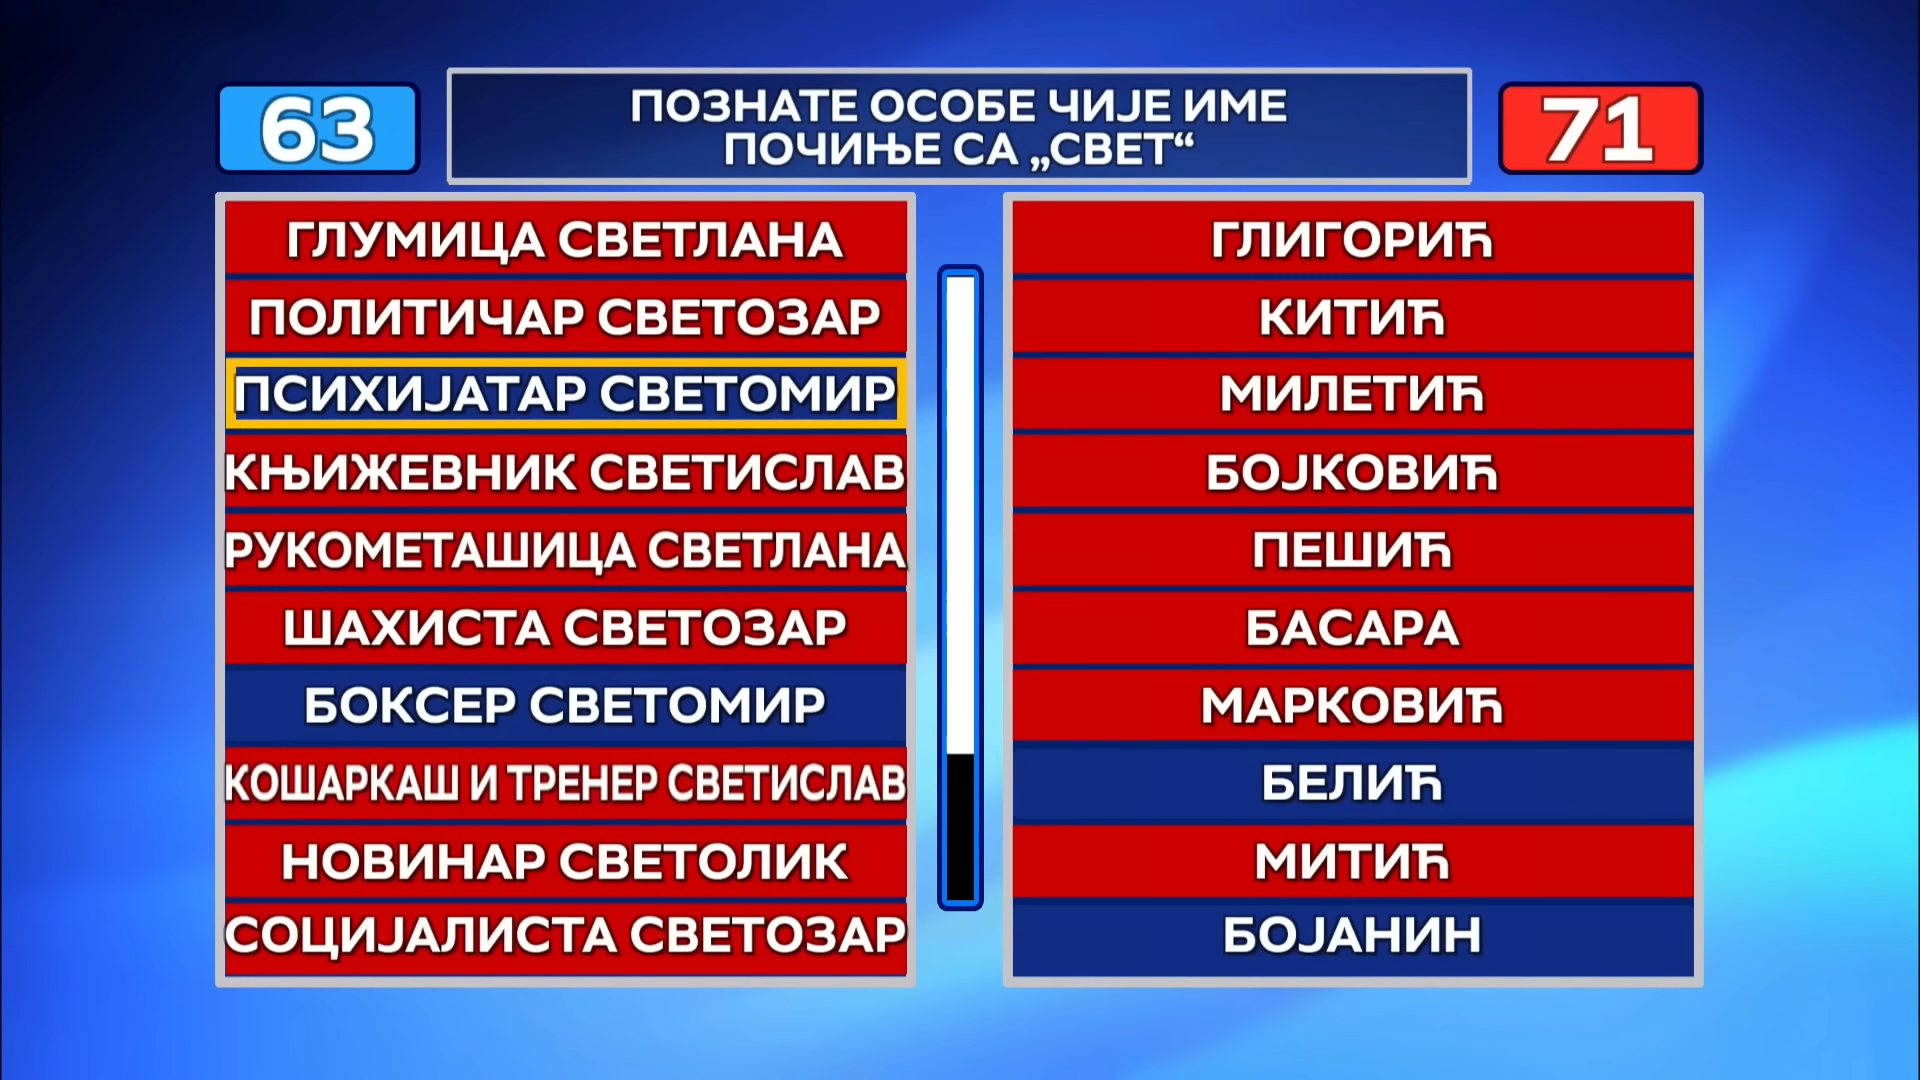 63
ПОЗНАТЕ ОСОБЕ ЧИЈЕ ИМЕ
ПОЧИЊЕ СА „СВЕТ“
71
ГЛУМИЦА СВЕТЛАНА
ПОЛИТИЧАР СВЕТОЗАР
ПСИХИЈАТАР СВЕТОМИР
КЊИЖЕВНИК СВЕТИСЛАВ
РУКОМЕТАШИЦА СВЕТЛАНА
ШАХИСТА СВЕТОЗАР
БОКСЕР СВЕТОМИР
КОШАРКАШ И ТРЕНЕР СВЕТИСЛАВ
НОВИНАР СВЕТОЛИК
СОЦИЈАЛИСТА СВЕТОЗАР
ГЛИГОРИЋ
КИТИЋ
МИЛЕТИЋ
БОЈКОВИЋ
ПЕШИЋ
БАСАРА
МАРКОВИЋ
БЕЛИЋ
МИТИЋ
БОЈАНИН